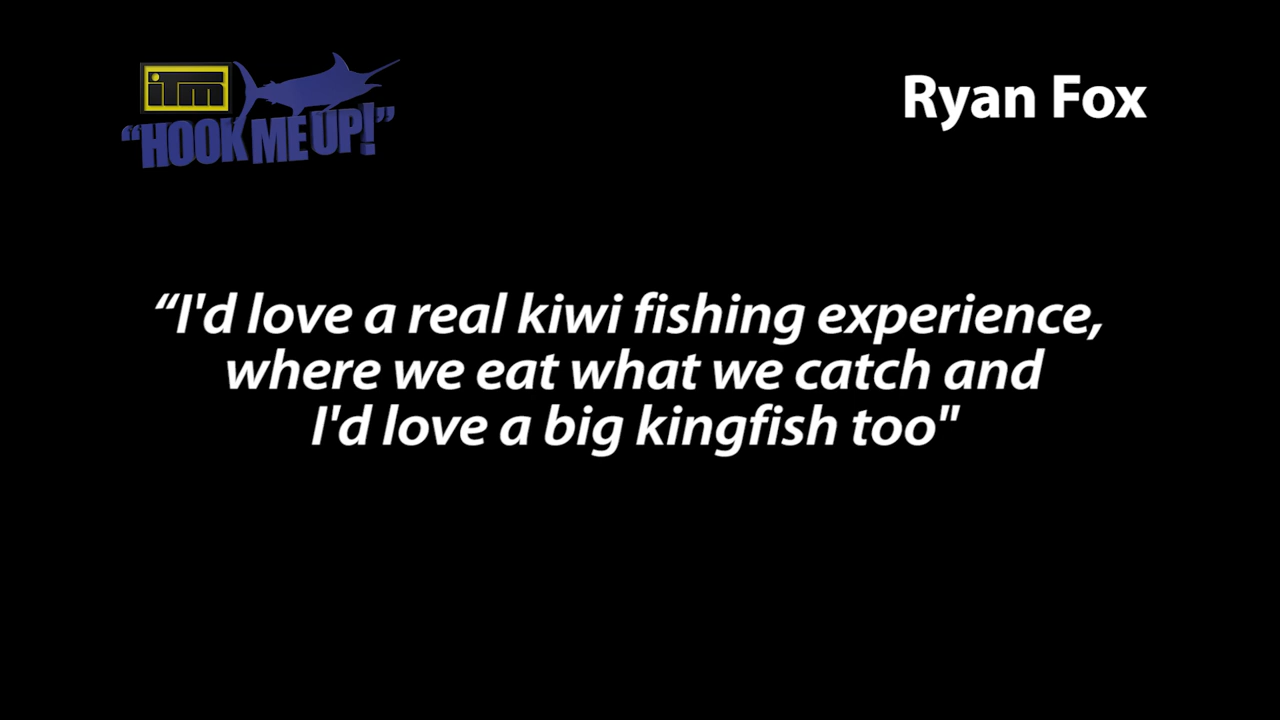 iTm
“HOOK ME UP!”
Ryan Fox
“I'd love a real kiwi fishing experience,
where we eat what we catch and
I'd love a big kingfish too"